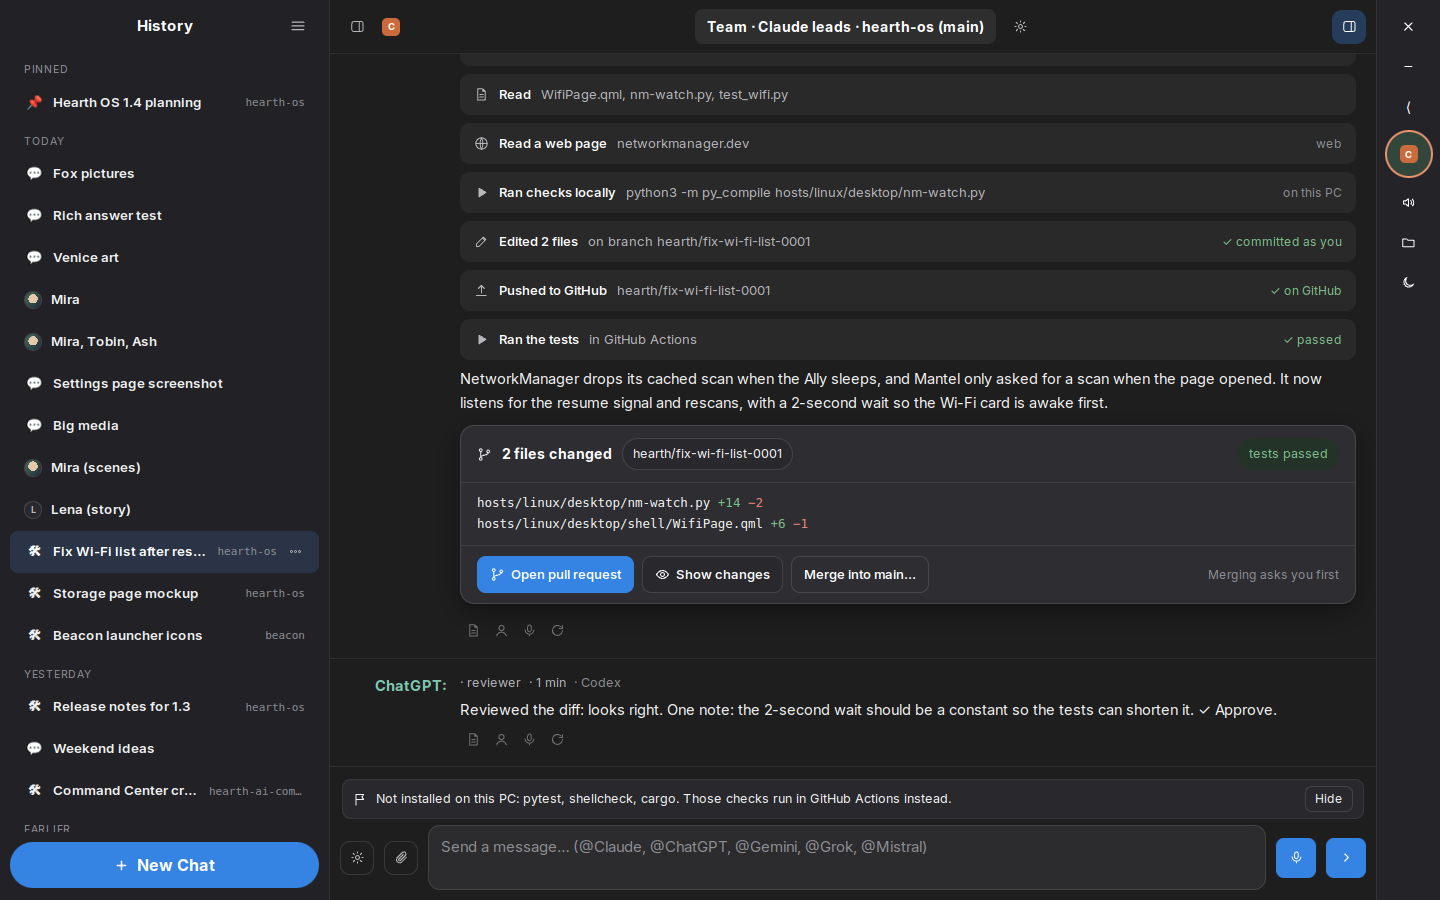 History
PINNED
Hearth OS 1.4 planning hearth-os
TODAY
Fox pictures
Rich answer test
Venice art
Mira
Mira, Tobin, Ash
Settings page screenshot
Big media
Mira (scenes)
L Lena (story)
Fix Wi-Fi list after res… hearth-os
Storage page mockup hearth-os
Beacon launcher icons beacon
YESTERDAY
Release notes for 1.3 hearth-os
Weekend ideas
Command Center cr… hearth-ai-com…
EARLIER
+ New Chat
C
Team · Claude leads · hearth-os (main)
Read WifiPage.qml, nm-watch.py, test_wifi.py
Read a web page networkmanager.dev web
Ran checks locally python3 -m py_compile hosts/linux/desktop/nm-watch.py on this PC
Edited 2 files on branch hearth/fix-wi-fi-list-0001 ✓ committed as you
Pushed to GitHub hearth/fix-wi-fi-list-0001 ✓ on GitHub
Ran the tests in GitHub Actions ✓ passed
NetworkManager drops its cached scan when the Ally sleeps, and Mantel only asked for a scan when the page opened. It now
listens for the resume signal and rescans, with a 2-second wait so the Wi-Fi card is awake first.
2 files changed hearth/fix-wi-fi-list-0001 tests passed
hosts/linux/desktop/nm-watch.py +14 −2
hosts/linux/desktop/shell/WifiPage.qml +6 −1
Open pull request Show changes Merge into main... Merging asks you first
ChatGPT: · reviewer · 1 min · Codex
Reviewed the diff: looks right. One note: the 2-second wait should be a constant so the tests can shorten it. ✓ Approve.
Not installed on this PC: pytest, shellcheck, cargo. Those checks run in GitHub Actions instead. Hide
Send a message... (@Claude, @ChatGPT, @Gemini, @Grok, @Mistral)
C